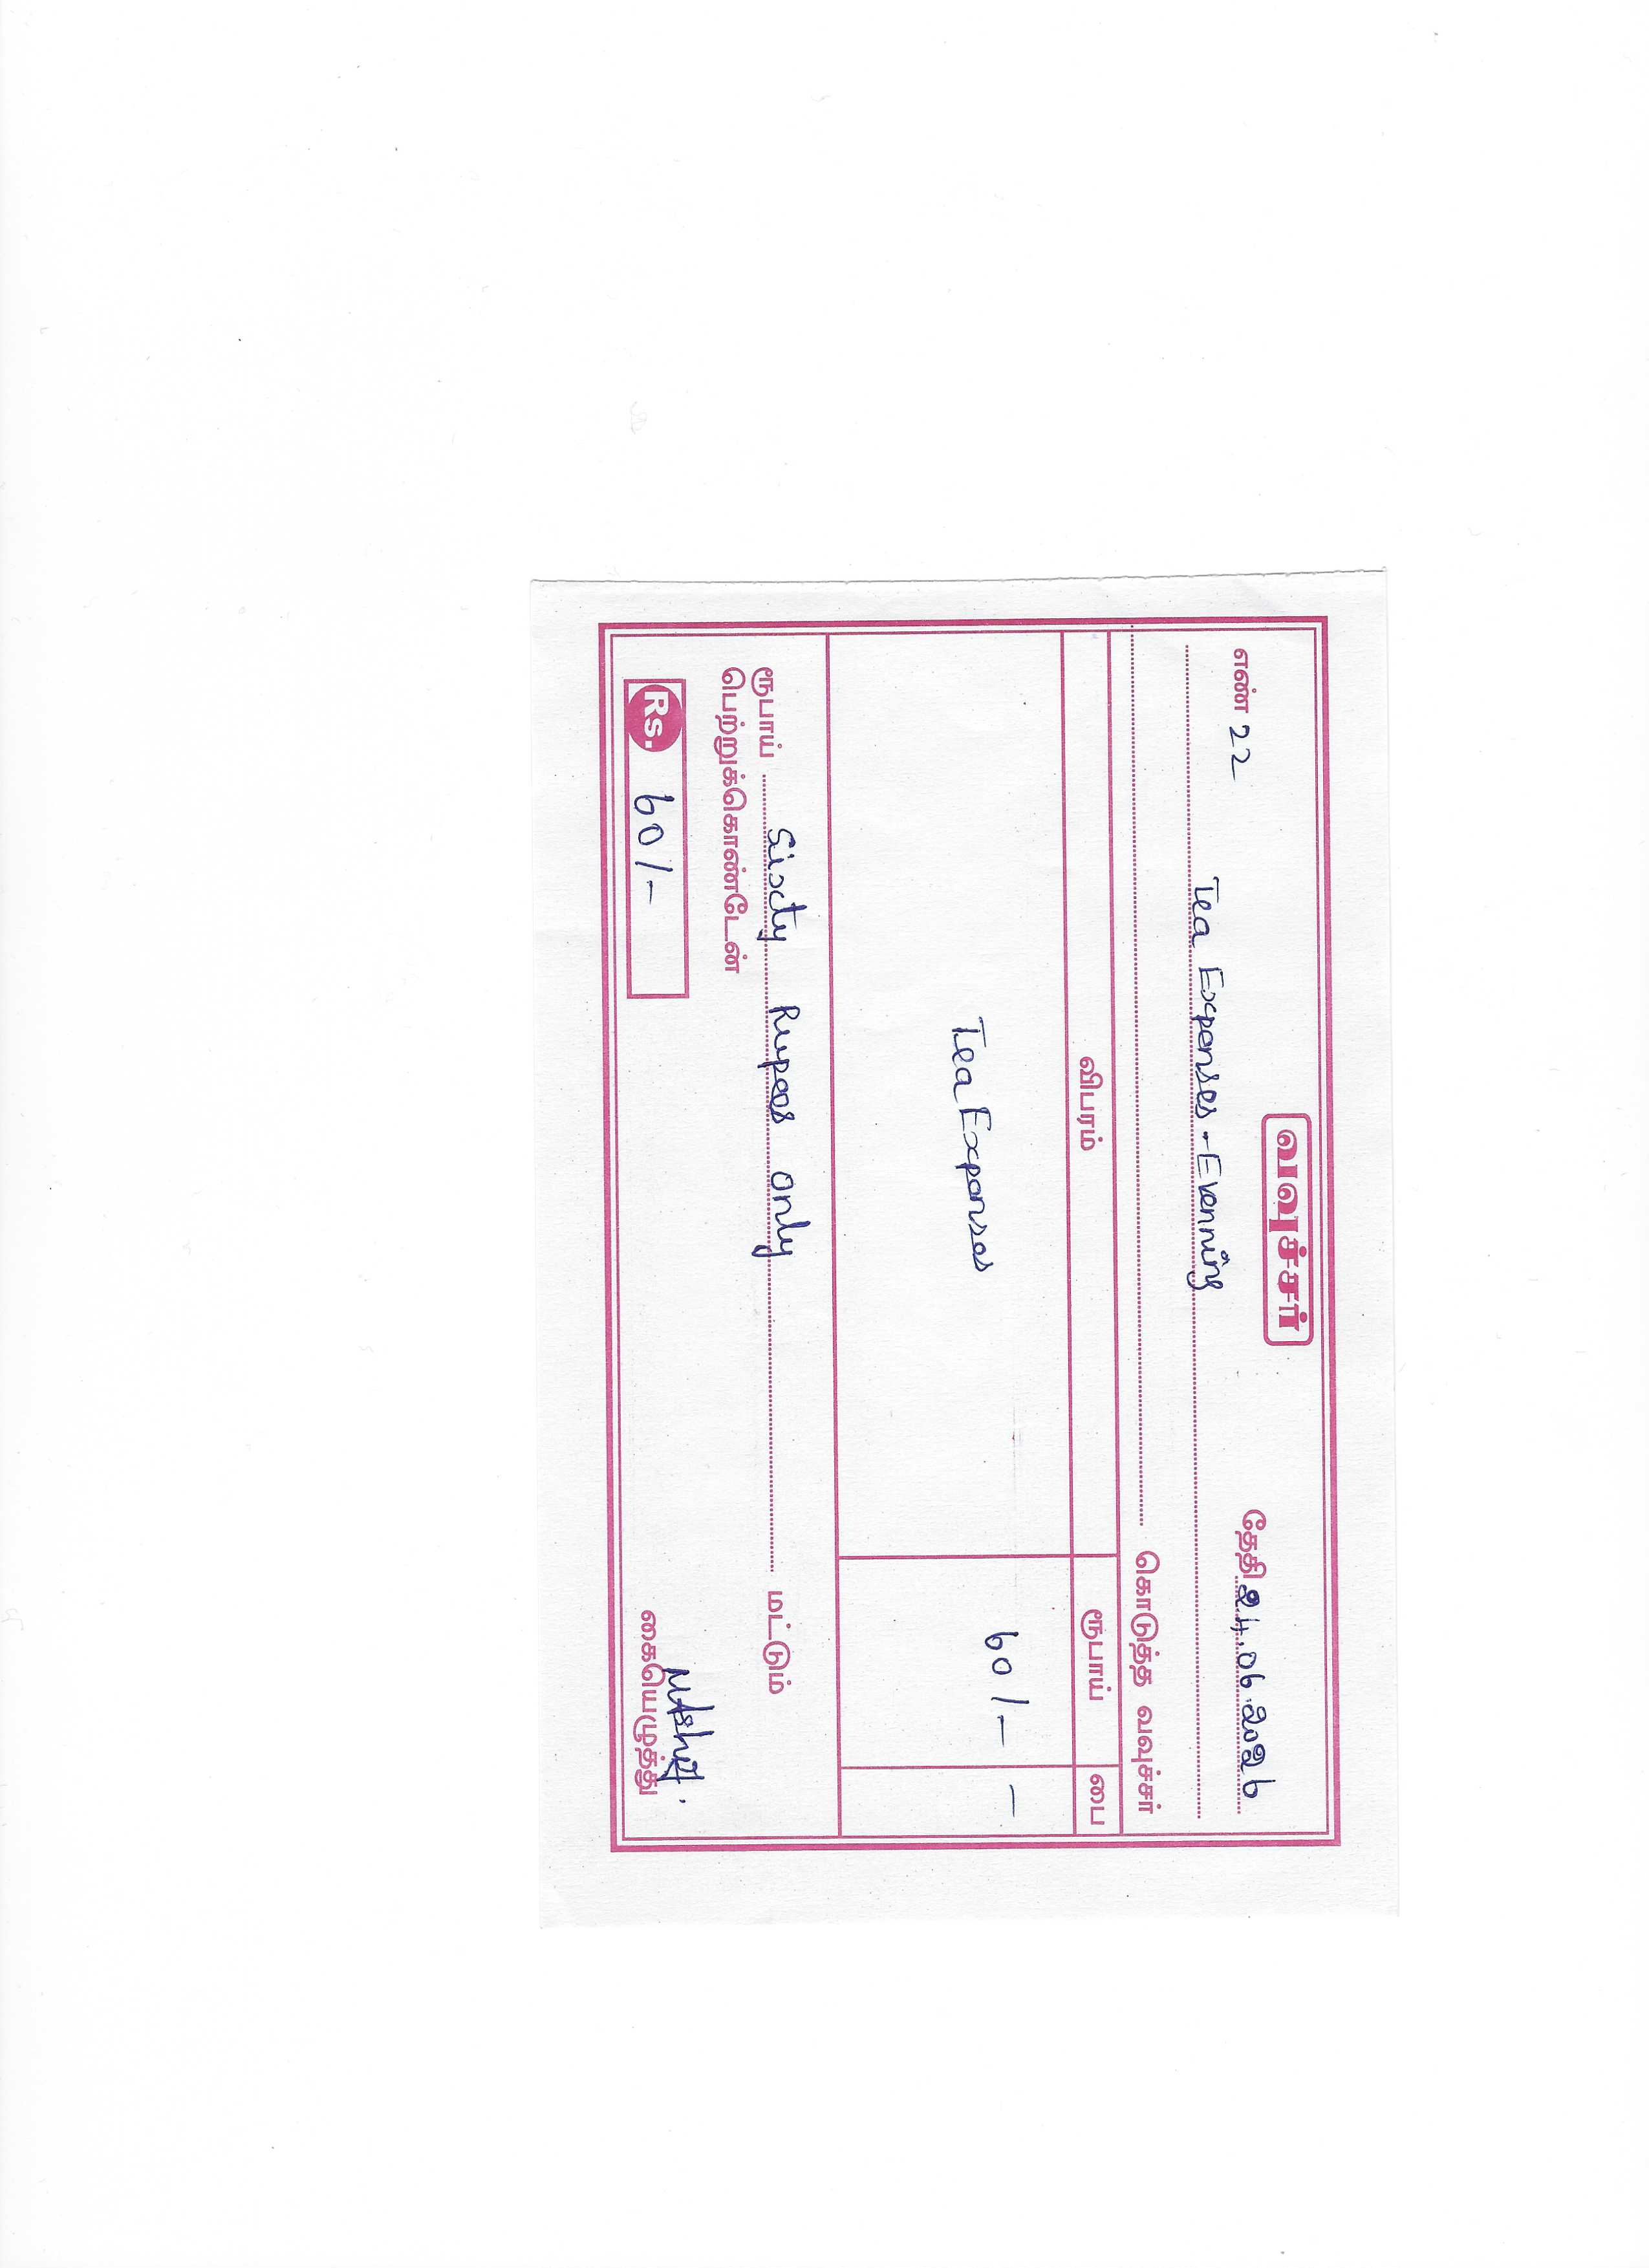 வவுச்சர்
எண் 22 தேதி 24.06.2026
Tea Expenses - Evenning
கொடுத்த வவுச்சர்
விபரம் ரூபாய் பை
Tea Expenses 60/- -
ரூபாய் Sixty Rupees only மட்டும்
பெற்றுக்கொண்டேன்
Rs. 60/-
கையெழுத்து